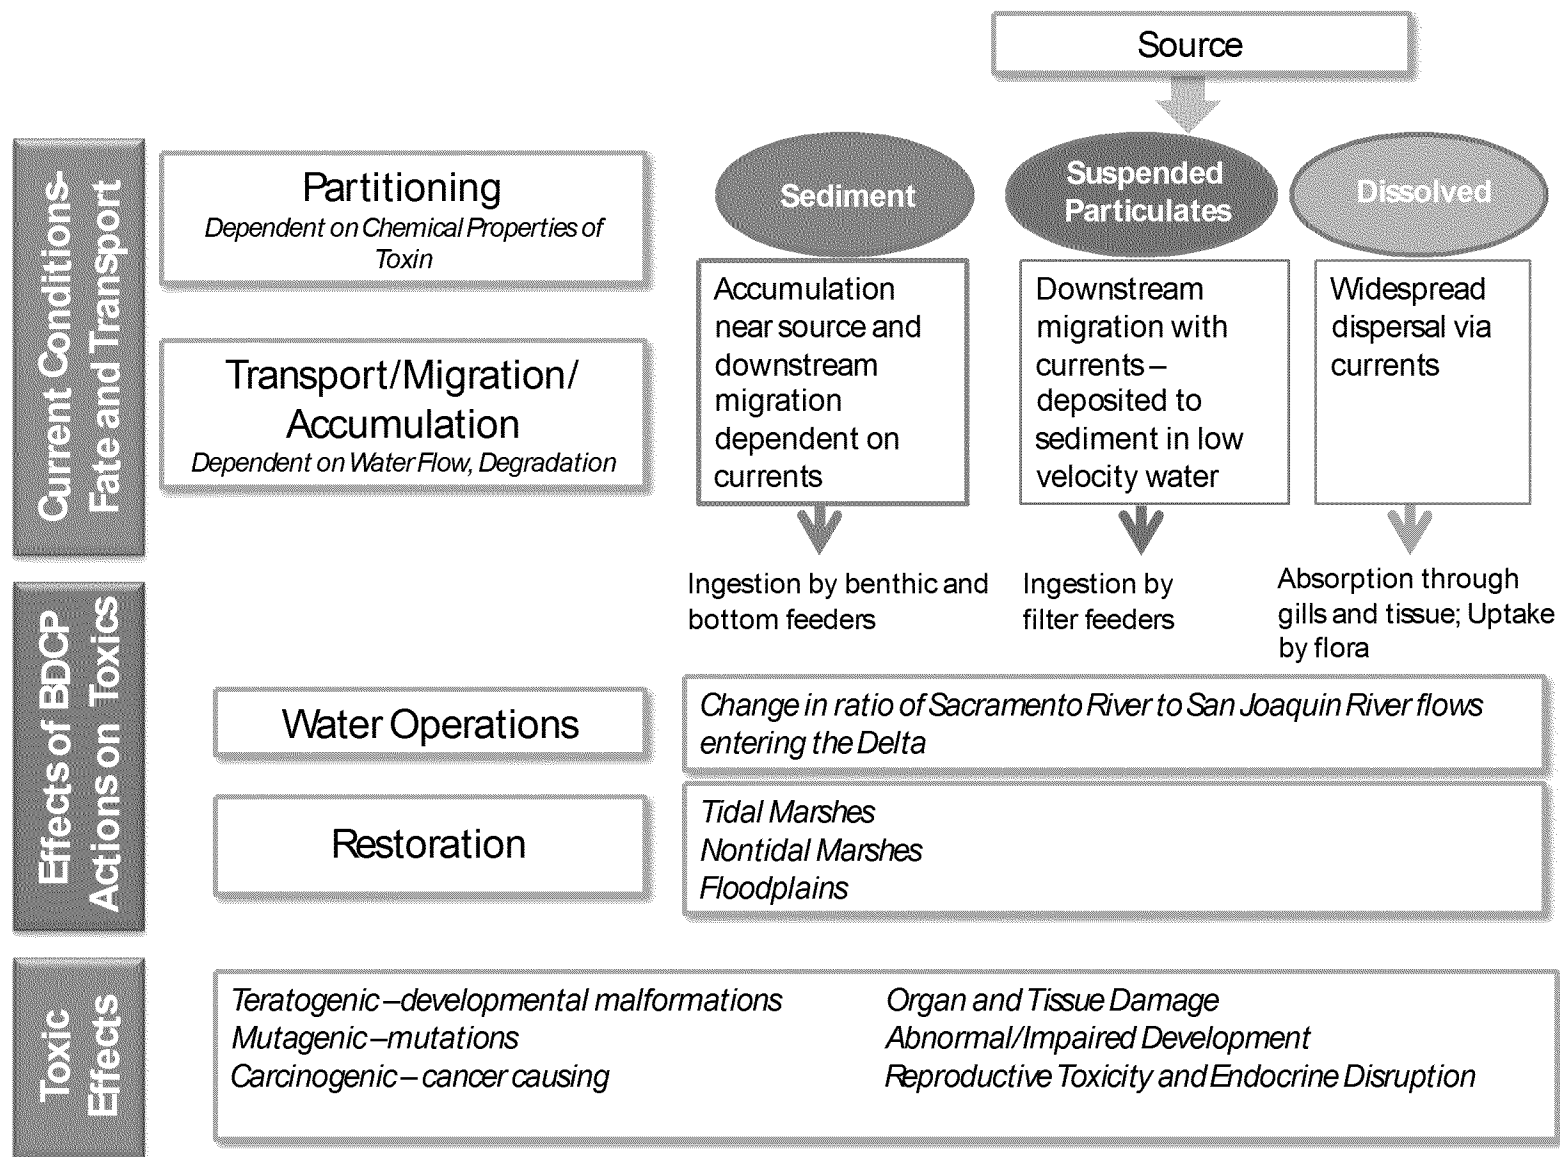 Source
Current Conditions–
Fate and Transport
Partitioning
Dependent on Chemical Properties of
Toxin
Transport/Migration/
Accumulation
Dependent on Water Flow, Degradation
Sediment
Accumulation
near source and
downstream
migration
dependent on
currents
Ingestion by benthic and
bottom feeders
Suspended
Particulates
Downstream
migration with
currents –
deposited to
sediment in low
velocity water
Ingestion by
filter feeders
Dissolved
Widespread
dispersal via
currents
Absorption through
gills and tissue; Uptake
by flora
Effects of BDCP
Actions on Toxics
Water Operations
Change in ratio of Sacramento River to San Joaquin River flows
entering the Delta
Restoration
Tidal Marshes
Nontidal Marshes
Floodplains
Toxic
Effects
Teratogenic – developmental malformations
Mutagenic – mutations
Carcinogenic – cancer causing
Organ and Tissue Damage
Abnormal/Impaired Development
Reproductive Toxicity and Endocrine Disruption